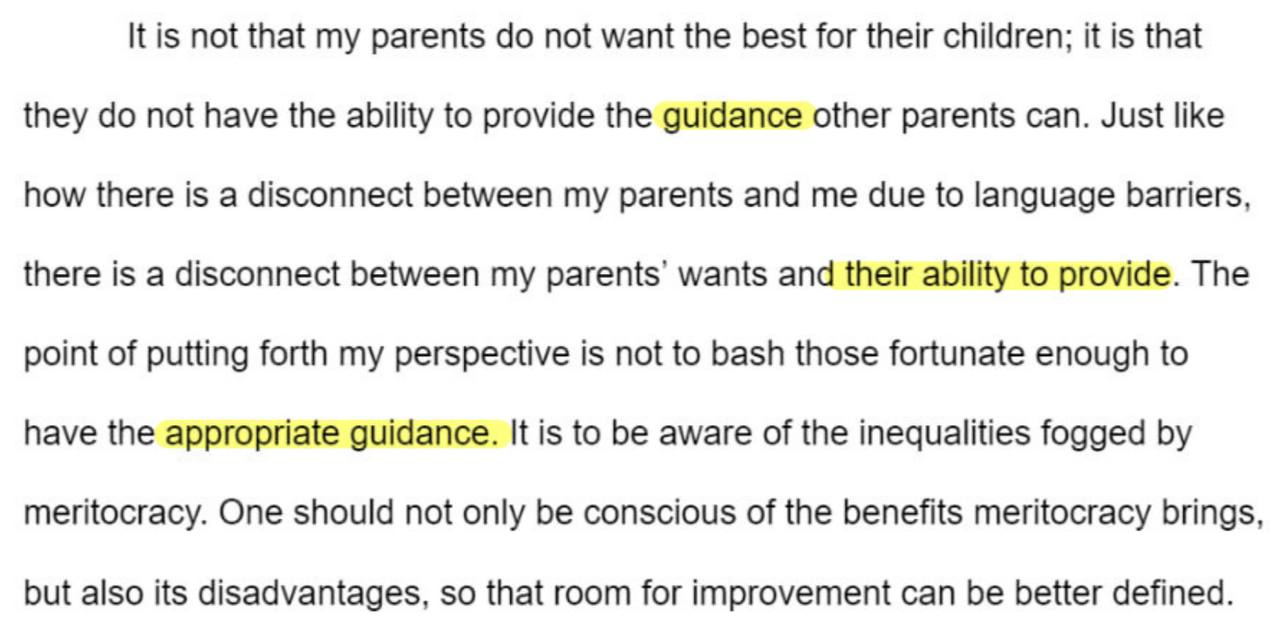 It is not that my parents do not want the best for their children; it is that
they do not have the ability to provide the guidance other parents can. Just like
how there is a disconnect between my parents and me due to language barriers,
there is a disconnect between my parents’ wants and their ability to provide. The
point of putting forth my perspective is not to bash those fortunate enough to
have the appropriate guidance. It is to be aware of the inequalities fogged by
meritocracy. One should not only be conscious of the benefits meritocracy brings,
but also its disadvantages, so that room for improvement can be better defined.